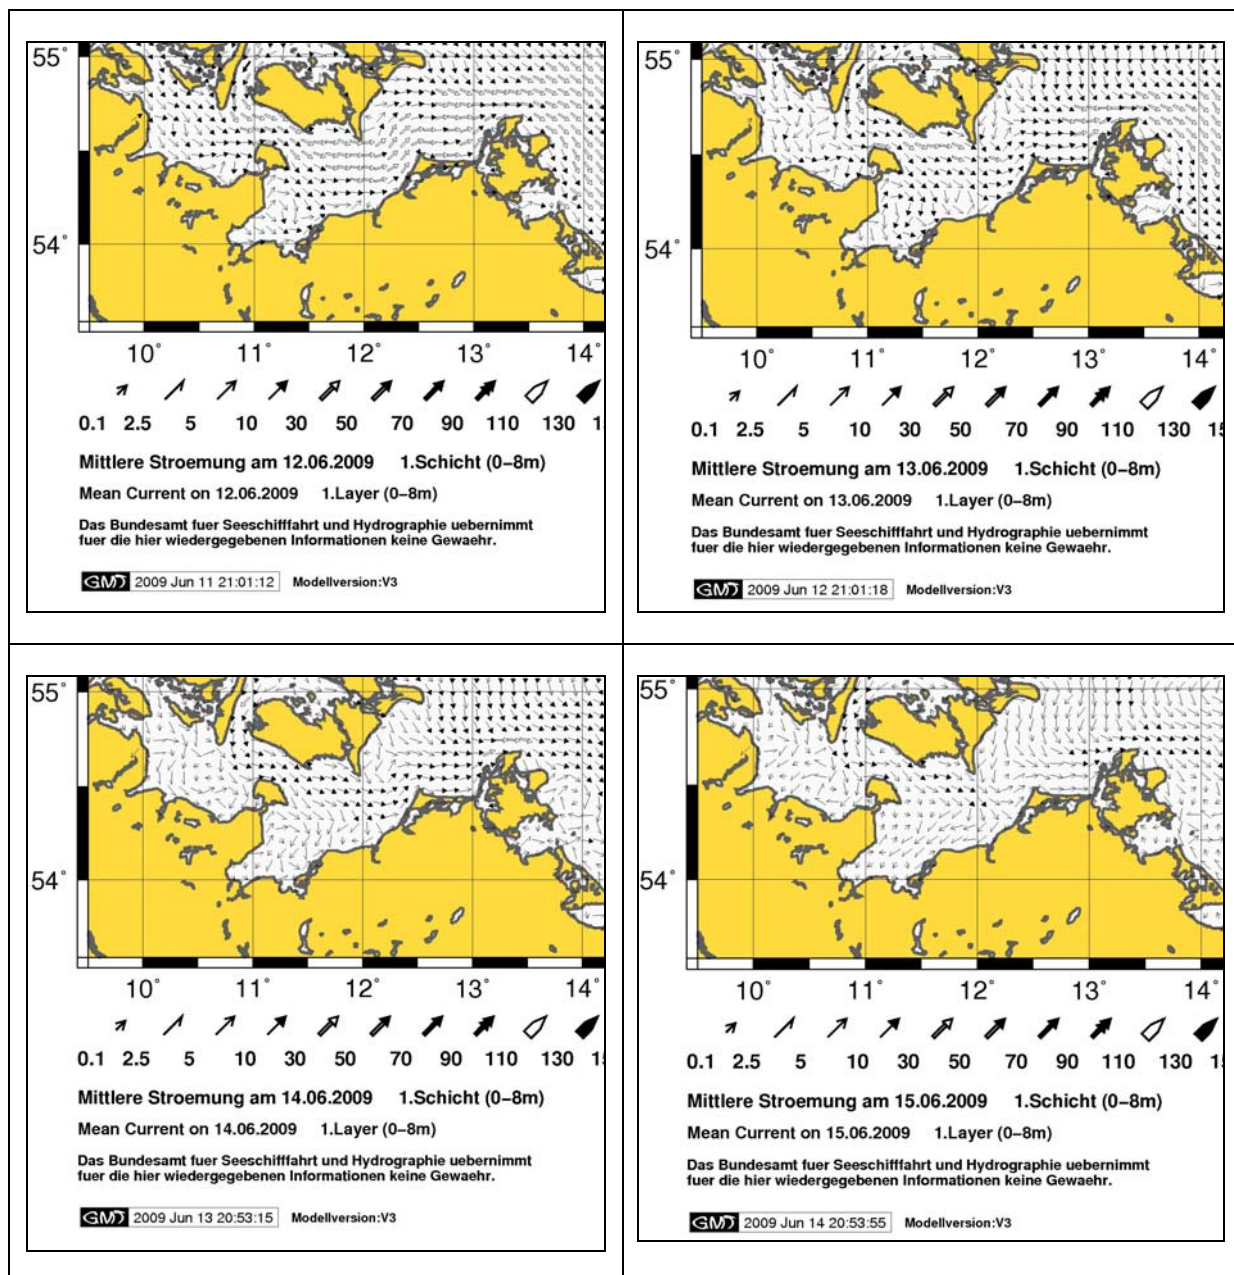 55°
54°
10° 11° 12° 13° 14°
0.1 2.5 5 10 30 50 70 90 110 130 15
Mittlere Stroemung am 12.06.2009 1.Schicht (0–8m)
Mean Current on 12.06.2009 1.Layer (0–8m)
Das Bundesamt fuer Seeschifffahrt und Hydrographie uebernimmt
fuer die hier wiedergegebenen Informationen keine Gewaehr.
GMT 2009 Jun 11 21:01:12 Modellversion:V3
55°
54°
10° 11° 12° 13° 14°
0.1 2.5 5 10 30 50 70 90 110 130 15
Mittlere Stroemung am 13.06.2009 1.Schicht (0–8m)
Mean Current on 13.06.2009 1.Layer (0–8m)
Das Bundesamt fuer Seeschifffahrt und Hydrographie uebernimmt
fuer die hier wiedergegebenen Informationen keine Gewaehr.
GMT 2009 Jun 12 21:01:18 Modellversion:V3
55°
54°
10° 11° 12° 13° 14°
0.1 2.5 5 10 30 50 70 90 110 130 15
Mittlere Stroemung am 14.06.2009 1.Schicht (0–8m)
Mean Current on 14.06.2009 1.Layer (0–8m)
Das Bundesamt fuer Seeschifffahrt und Hydrographie uebernimmt
fuer die hier wiedergegebenen Informationen keine Gewaehr.
GMT 2009 Jun 13 20:53:15 Modellversion:V3
55°
54°
10° 11° 12° 13° 14°
0.1 2.5 5 10 30 50 70 90 110 130 1
Mittlere Stroemung am 15.06.2009 1.Schicht (0–8m)
Mean Current on 15.06.2009 1.Layer (0–8m)
Das Bundesamt fuer Seeschifffahrt und Hydrographie uebernimmt
fuer die hier wiedergegebenen Informationen keine Gewaehr.
GMT 2009 Jun 14 20:53:55 Modellversion:V3